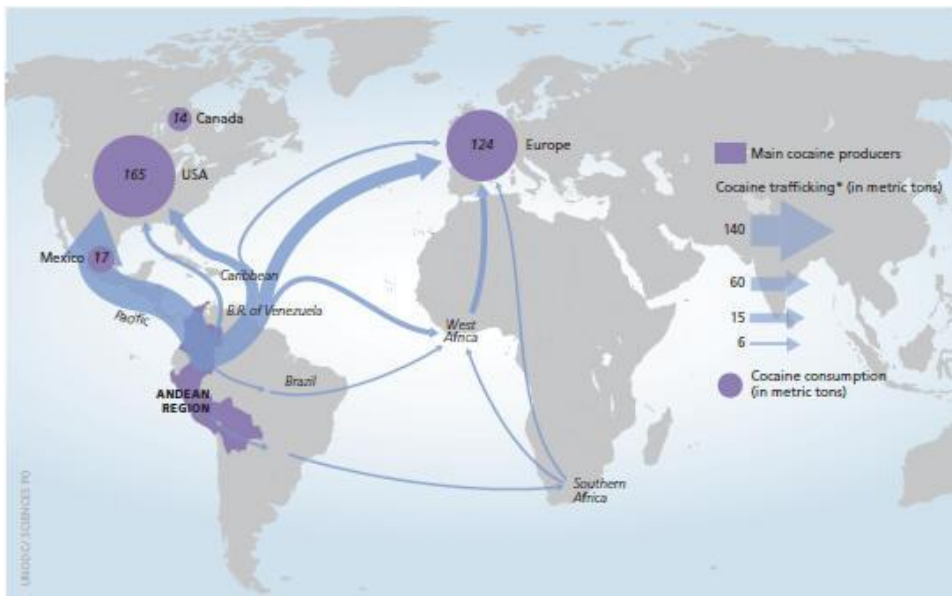 14 Canada
165 USA
124 Europe
Main cocaine producers
Cocaine trafficking* (in metric tons)
140
Mexico 17
Caribbean
60
Pacific
B.R. of Venezuela
15
West
Africa
6
Brazil
Cocaine consumption
(in metric tons)
ANDEAN
REGION
Southern
Africa
UNODC/ SCIENCES PO